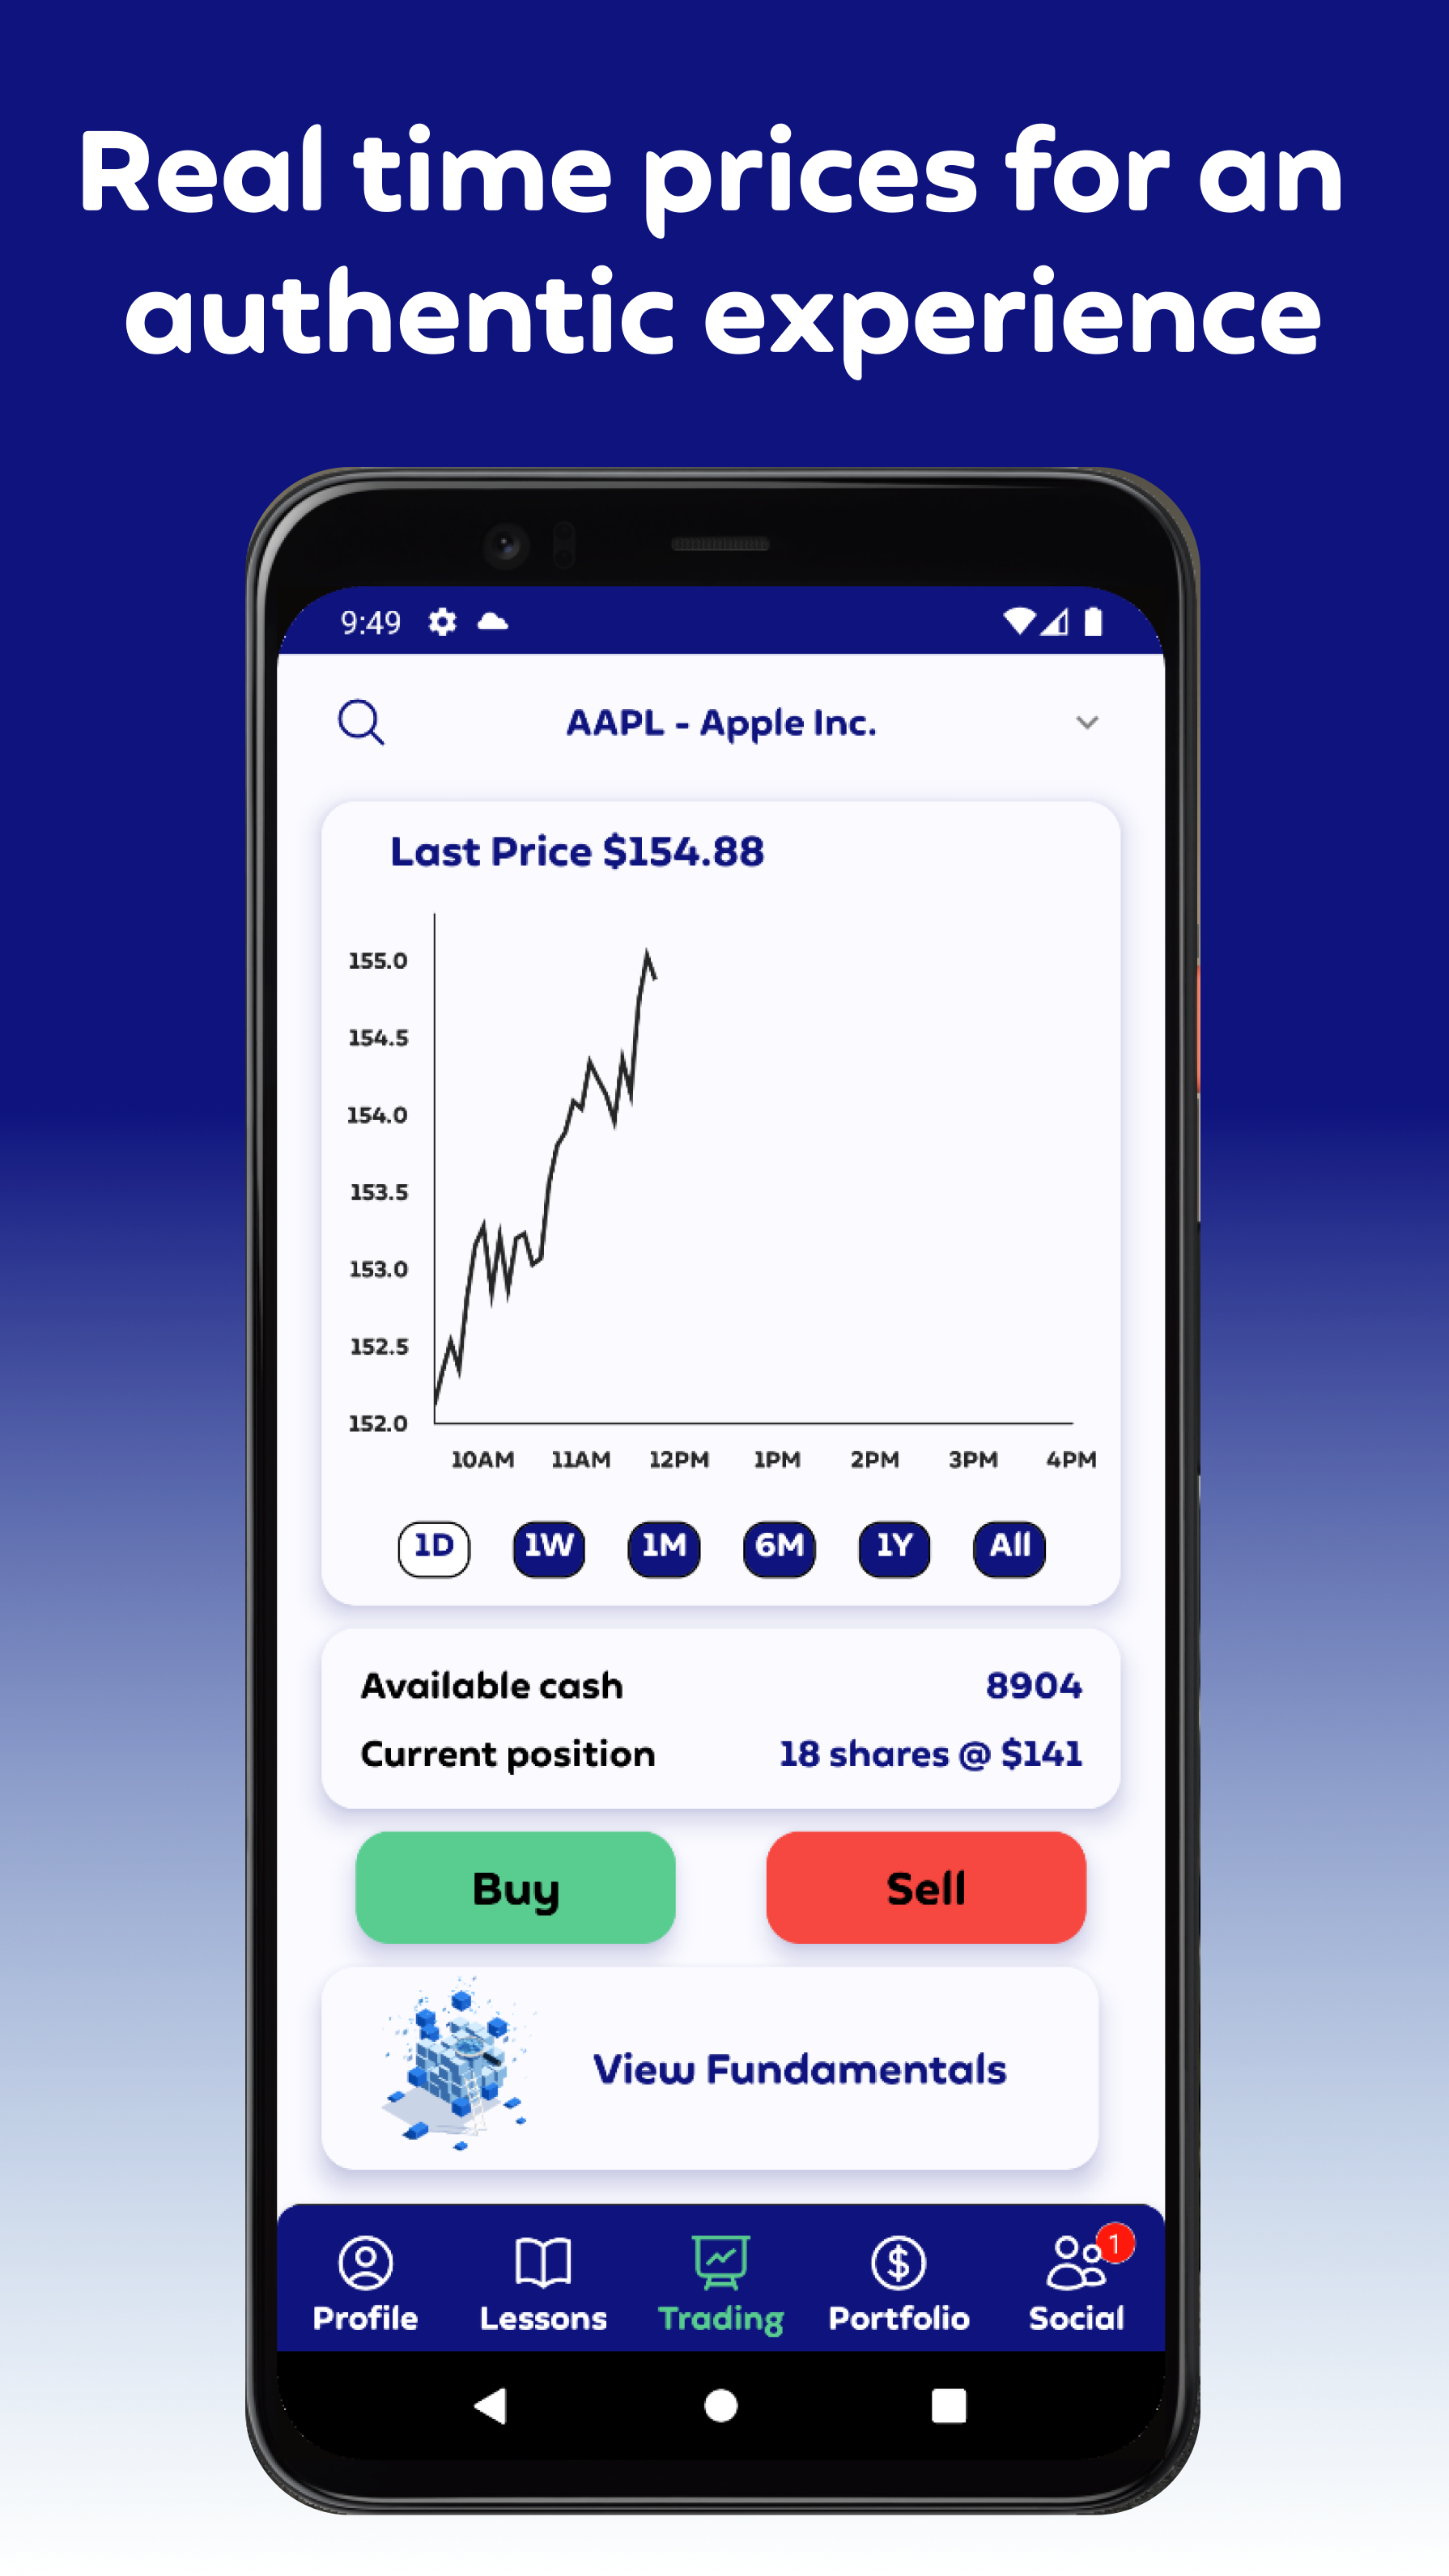 Real time prices for an
authentic experience
9:49
AAPL - Apple Inc.
Last Price $154.88
155.0
154.5
154.0
153.5
153.0
152.5
152.0
10AM 11AM 12PM 1PM 2PM 3PM 4PM
1D 1W 1M 6M 1Y All
Available cash 8904
Current position 18 shares @ $141
Buy Sell
View Fundamentals
1
Profile Lessons Trading Portfolio Social